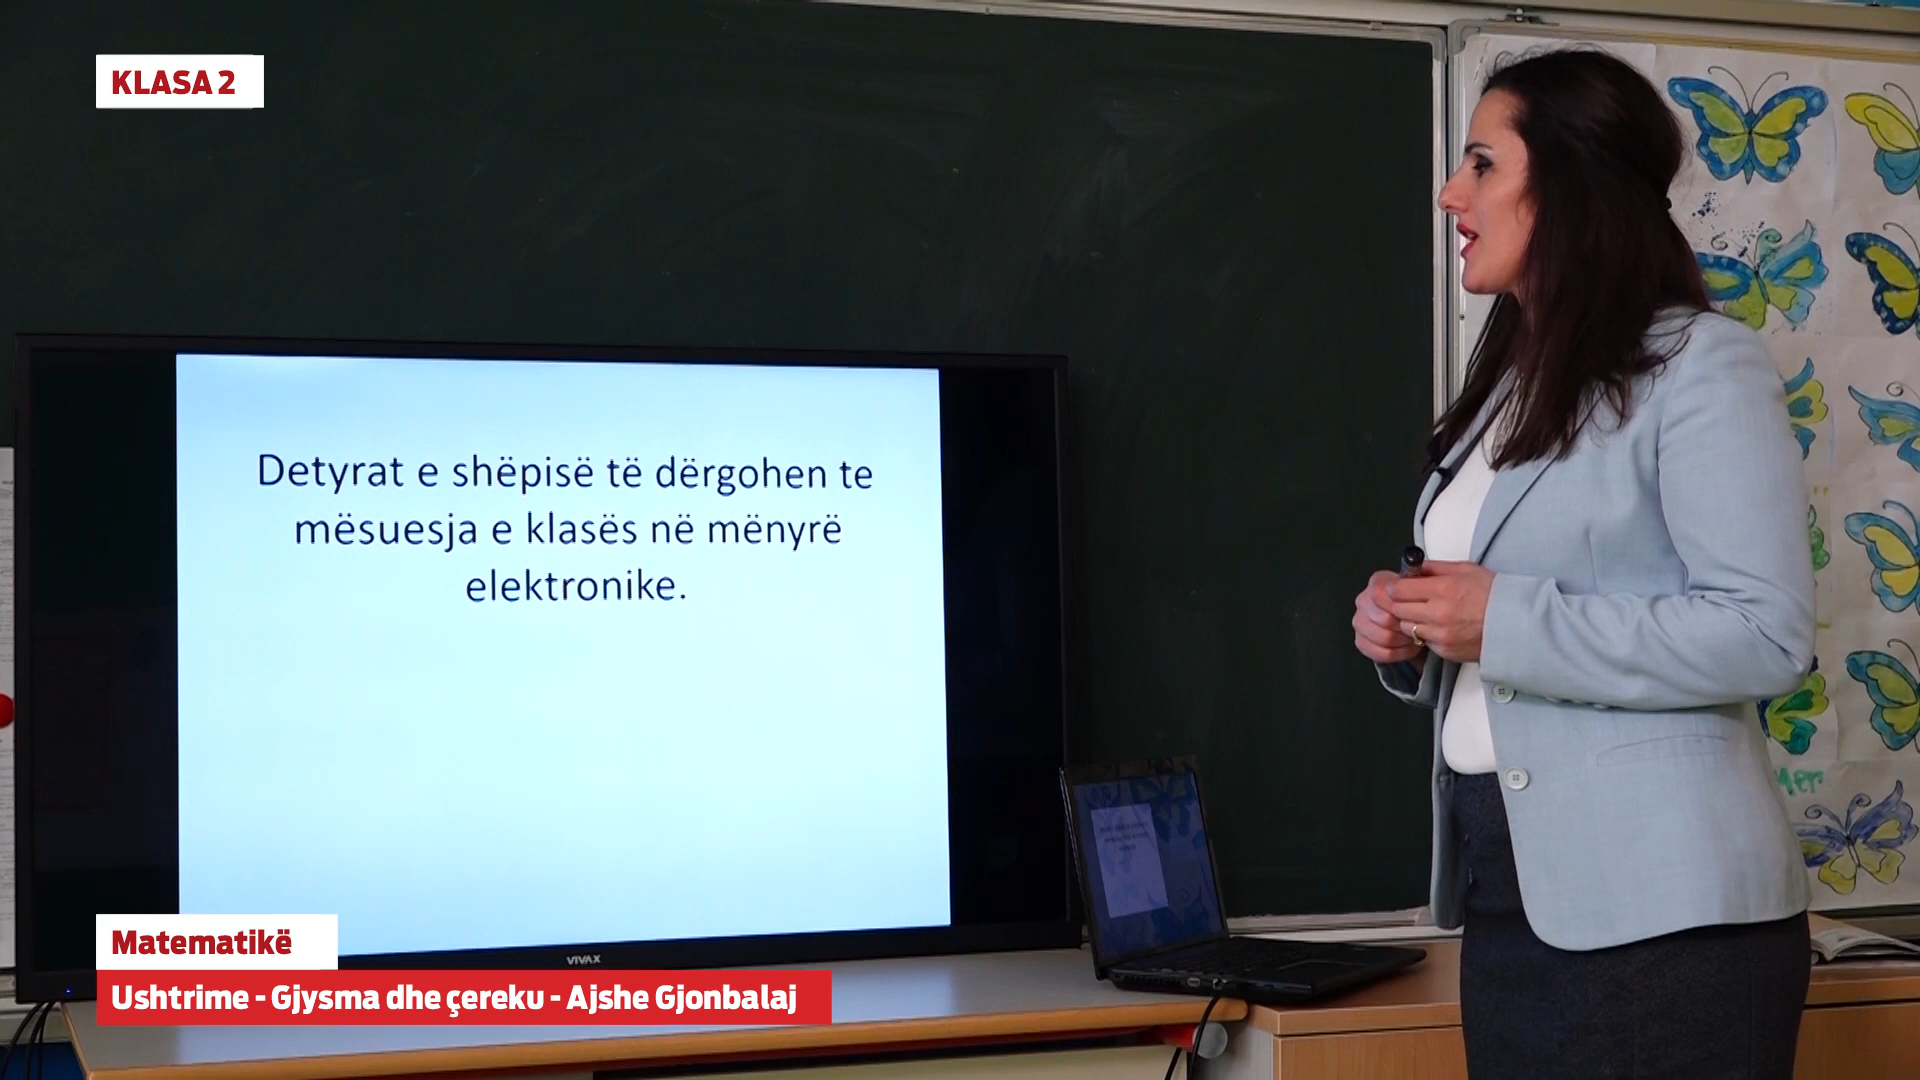 KLASA 2
Detyrat e shëpisë të dërgohen te
mësuesja e klasës në mënyrë
elektronike.
VIVAX
Matematikë
Ushtrime - Gjysma dhe çereku - Ajshe Gjonbalaj